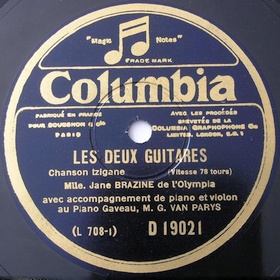 "Magic Notes"
TRADE MARK
Columbia
FABRIQUÉ EN FRANCE
POUR COUESNON & Cie
PARIS
AVEC LES PROCÉDÉS
BREVETÉS DE
COLUMBIA GRAPHOPHONE Co
LIMITED, LONDON, E.C. 1
LES DEUX GUITARES
Chanson tzigane (Vitesse 78 tours)
Mlle. Jane BRAZINE de l'Olympia
avec accompagnement de piano et violon
au Piano Gaveau, M. G. VAN PARYS
(L 708-1) D 19021